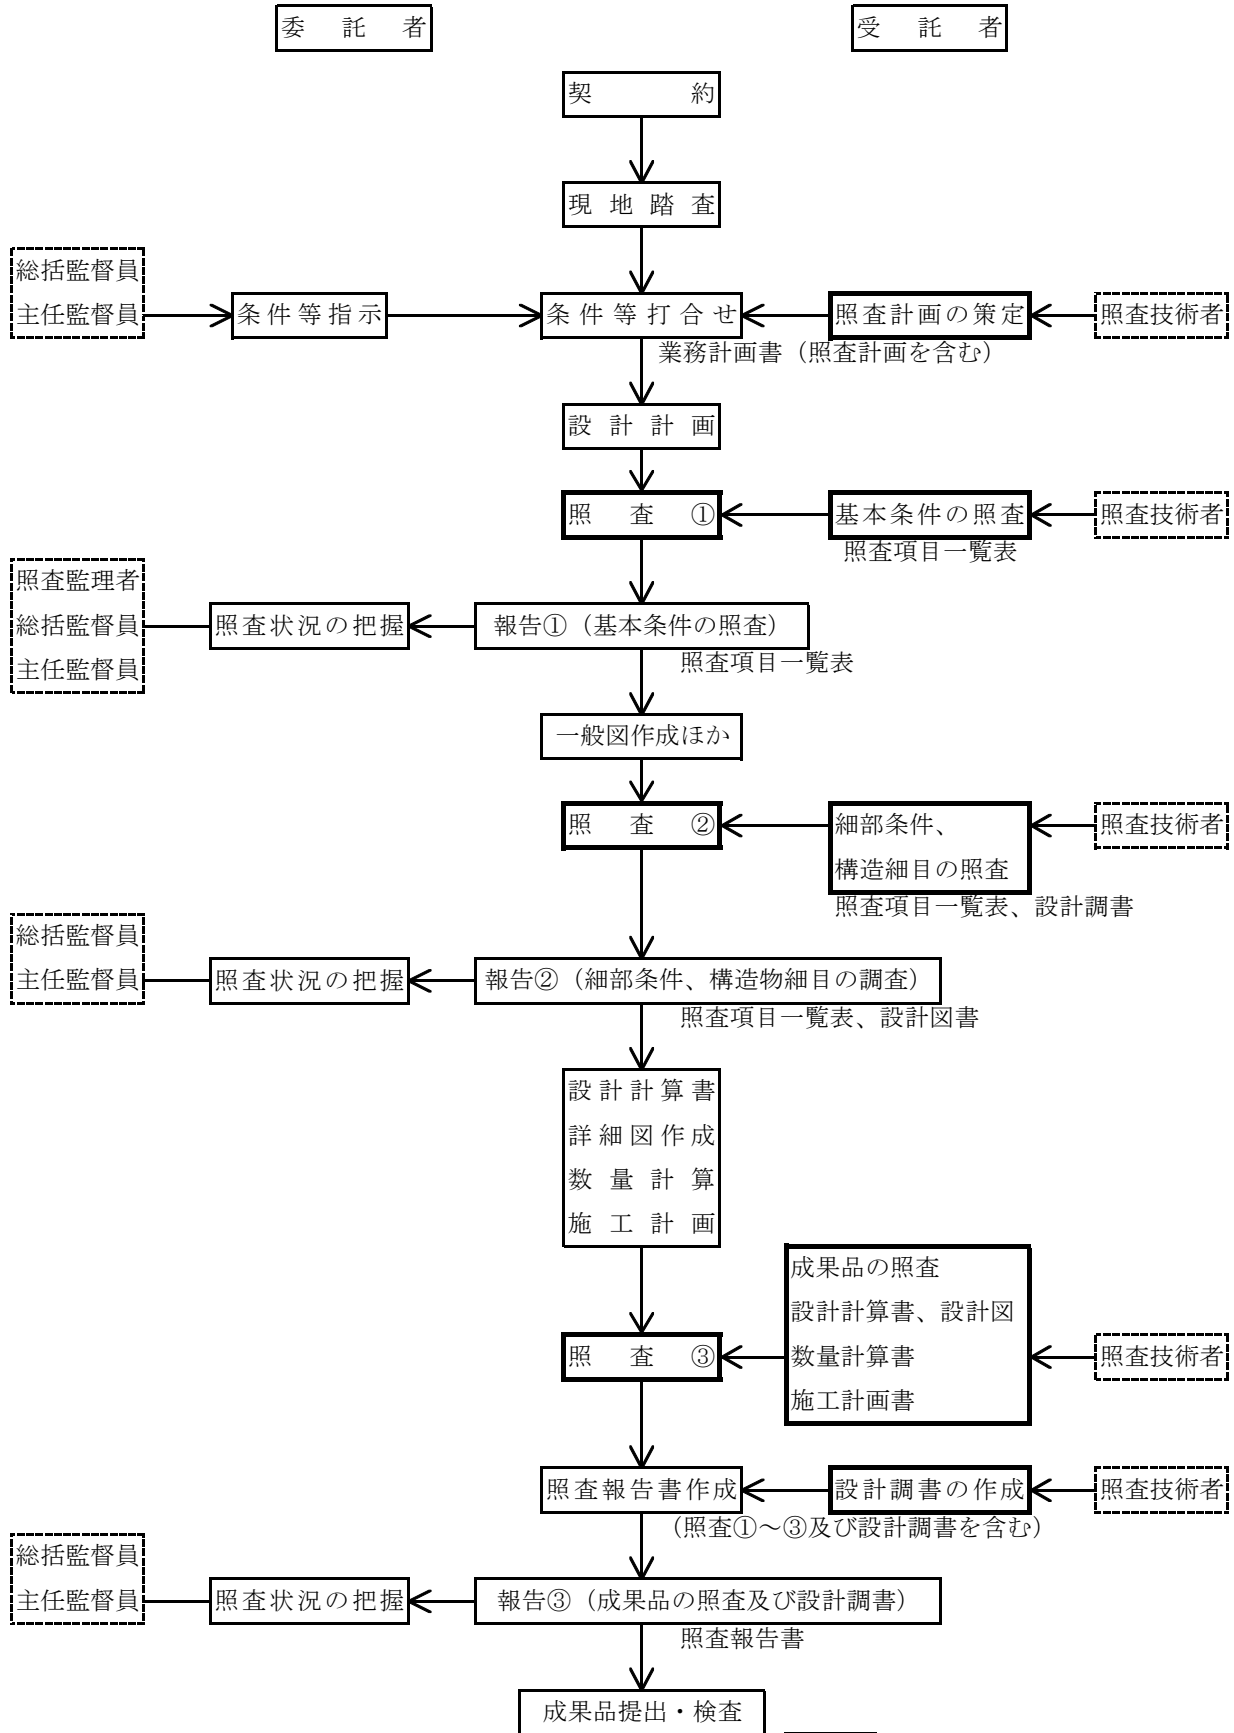 委託者
受託者
契約
現地踏査
総括監督員
主任監督員
条件等指示
条件等打合せ
照査計画の策定
照査技術者
業務計画書（照査計画を含む）
設計計画
照査①
基本条件の照査
照査技術者
照査項目一覧表
照査監理者
総括監督員
主任監督員
照査状況の把握
報告①（基本条件の照査）
照査項目一覧表
一般図作成ほか
照査②
細部条件、
構造細目の照査
照査技術者
照査項目一覧表、設計調書
総括監督員
主任監督員
照査状況の把握
報告②（細部条件、構造物細目の調査）
照査項目一覧表、設計図書
設計計算書
詳細図作成
数量計算
施工計画
成果品の照査
設計計算書、設計図
数量計算書
施工計画書
照査③
照査技術者
照査報告書作成
設計調書の作成
照査技術者
（照査①～③及び設計調書を含む）
総括監督員
主任監督員
照査状況の把握
報告③（成果品の照査及び設計調書）
照査報告書
成果品提出・検査